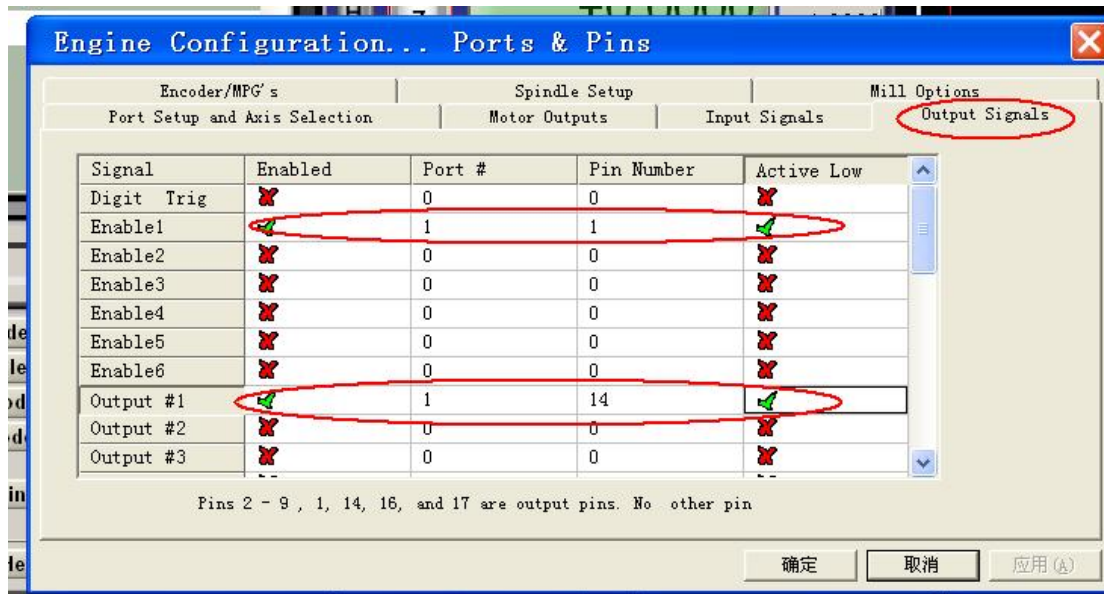 Engine Configuration... Ports & Pins
Encoder/MPG's Spindle Setup Mill Options
Port Setup and Axis Selection Motor Outputs Input Signals Output Signals
Signal Enabled Port # Pin Number Active Low
Digit Trig 0 0
Enable1 1 1
Enable2 0 0
Enable3 0 0
Enable4 0 0
Enable5 0 0
Enable6 0 0
Output #1 1 14
Output #2 0 0
Output #3 0 0
Pins 2 - 9 , 1, 14, 16, and 17 are output pins. No other pin
确定 取消 应用(A)